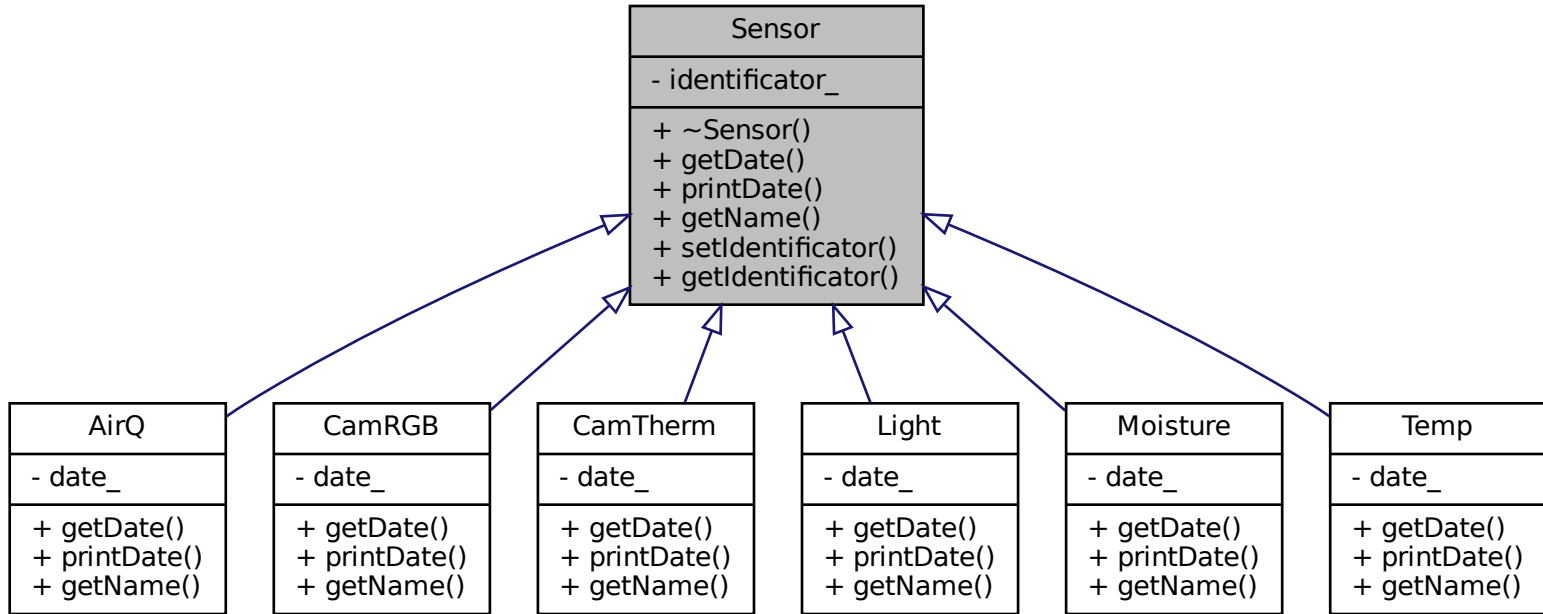 Sensor
- identificator_
+ ~Sensor()
+ getDate()
+ printDate()
+ getName()
+ setIdentificator()
+ getIdentificator()
AirQ
- date_
+ getDate()
+ printDate()
+ getName()
CamRGB
- date_
+ getDate()
+ printDate()
+ getName()
CamTherm
- date_
+ getDate()
+ printDate()
+ getName()
Light
- date_
+ getDate()
+ printDate()
+ getName()
Moisture
- date_
+ getDate()
+ printDate()
+ getName()
Temp
- date_
+ getDate()
+ printDate()
+ getName()